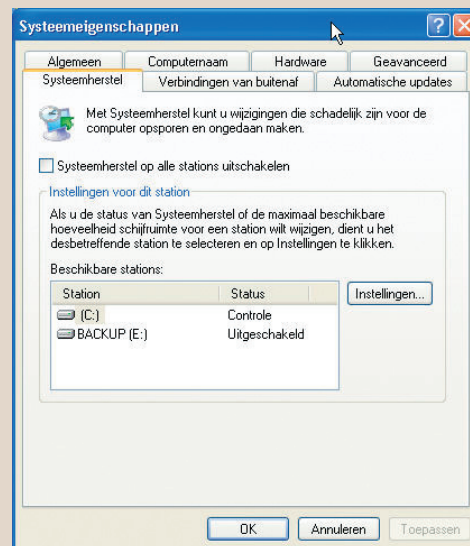 Systeemeigenschappen
Algemeen Computernaam Hardware Geavanceerd
Systeemherstel Verbindingen van buitenaf Automatische updates
Met Systeemherstel kunt u wijzigingen die schadelijk zijn voor de
computer opsporen en ongedaan maken.
Systeemherstel op alle stations uitschakelen
Instellingen voor dit station
Als u de status van Systeemherstel of de maximaal beschikbare
hoeveelheid schijfruimte voor een station wilt wijzigen, dient u het
desbetreffende station te selecteren en op Instellingen te klikken.
Beschikbare stations:
Station Status
Instellingen...
(C:) Controle
BACKUP (E:) Uitgeschakeld
OK Annuleren Toepassen